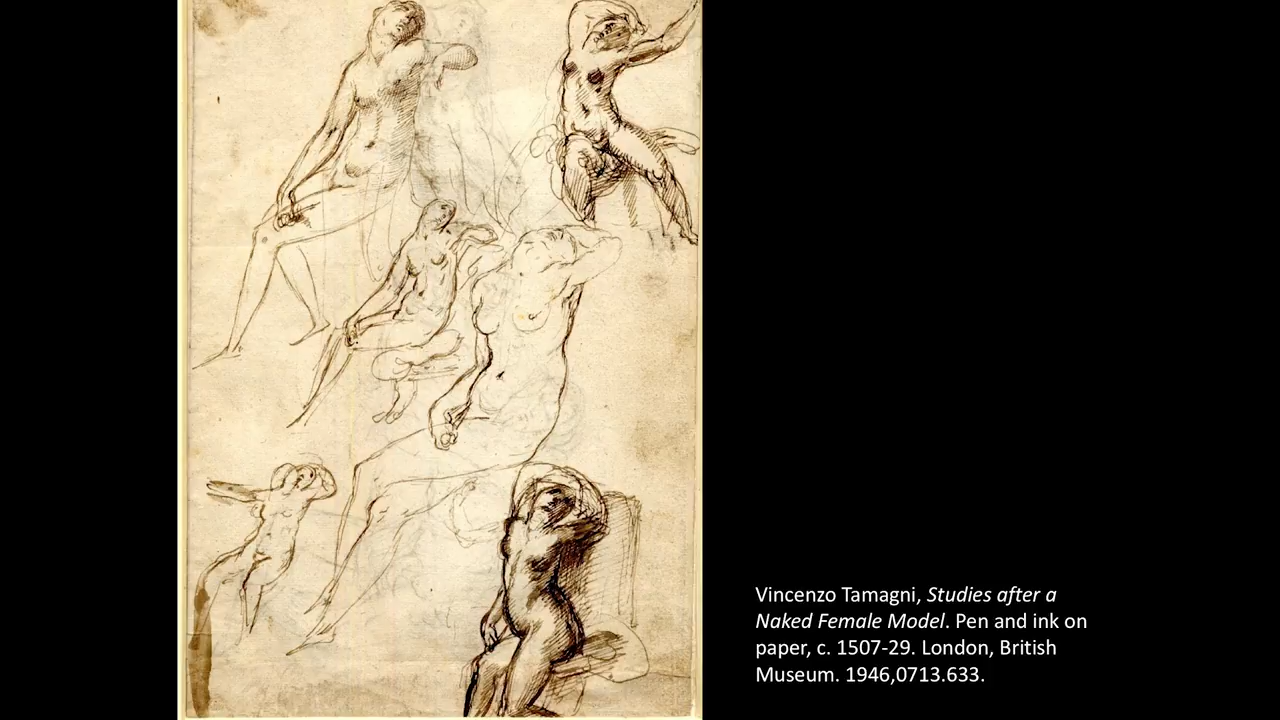 Vincenzo Tamagni, Studies after a
Naked Female Model. Pen and ink on
paper, c. 1507-29. London, British
Museum. 1946,0713.633.